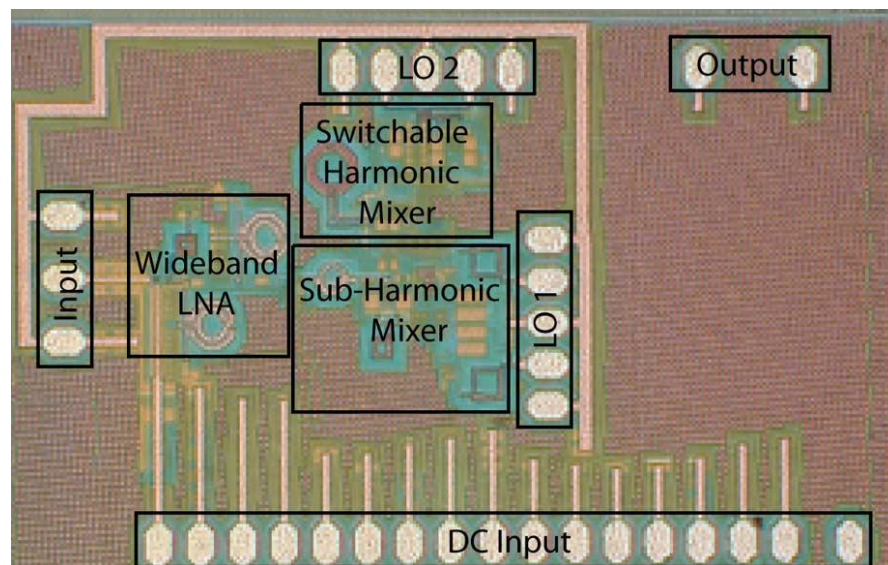 LO 2
Output
Switchable
Harmonic
Mixer
Input
Wideband
LNA
Sub-Harmonic
Mixer
LO 1
DC Input